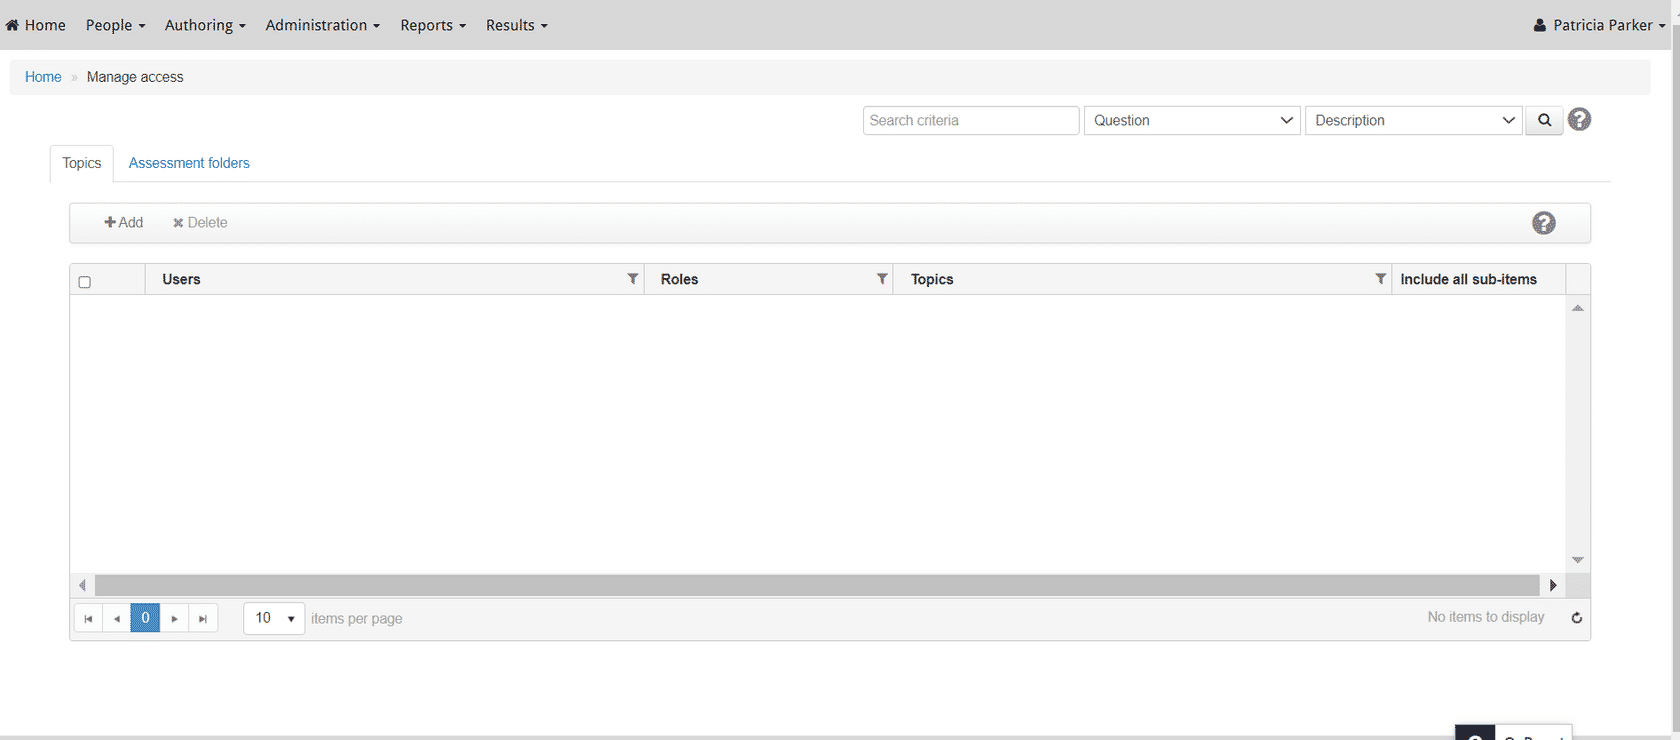 Home People Authoring Administration Reports Results Patricia Parker
Home » Manage access
Search criteria Question Description
Topics Assessment folders
Add Delete
Users Roles Topics Include all sub-items
0 10 items per page No items to display